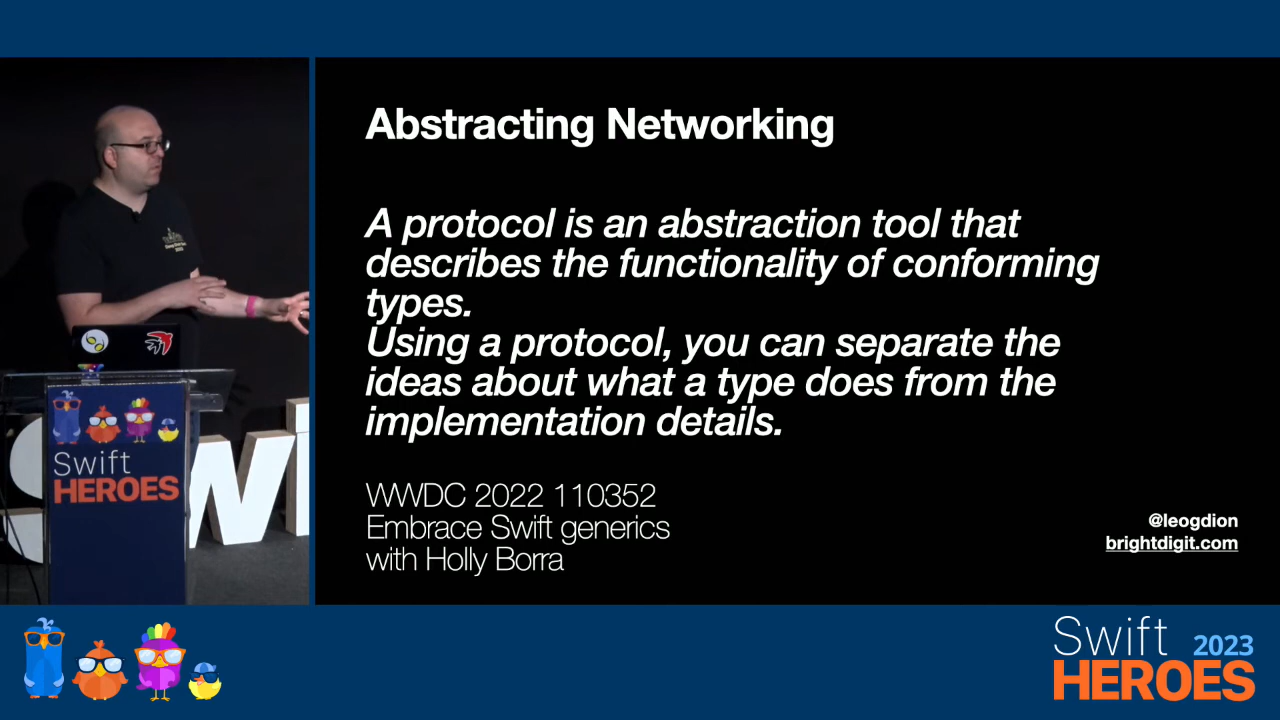 Abstracting Networking
A protocol is an abstraction tool that
describes the functionality of conforming
types.
Using a protocol, you can separate the
ideas about what a type does from the
implementation details.
WWDC 2022 110352
Embrace Swift generics
with Holly Borra
@leogdion
brightdigit.com
Swift
HEROES
Swi
Swift 2023
HEROES